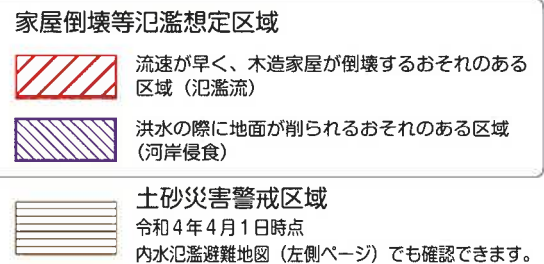 家屋倒壊等氾濫想定区域
流速が早く、木造家屋が倒壊するおそれのある
区域（氾濫流）
洪水の際に地面が削られるおそれのある区域
（河岸侵食）
土砂災害警戒区域
令和4年4月1日時点
内水氾濫避難地図（左側ページ）でも確認できます。